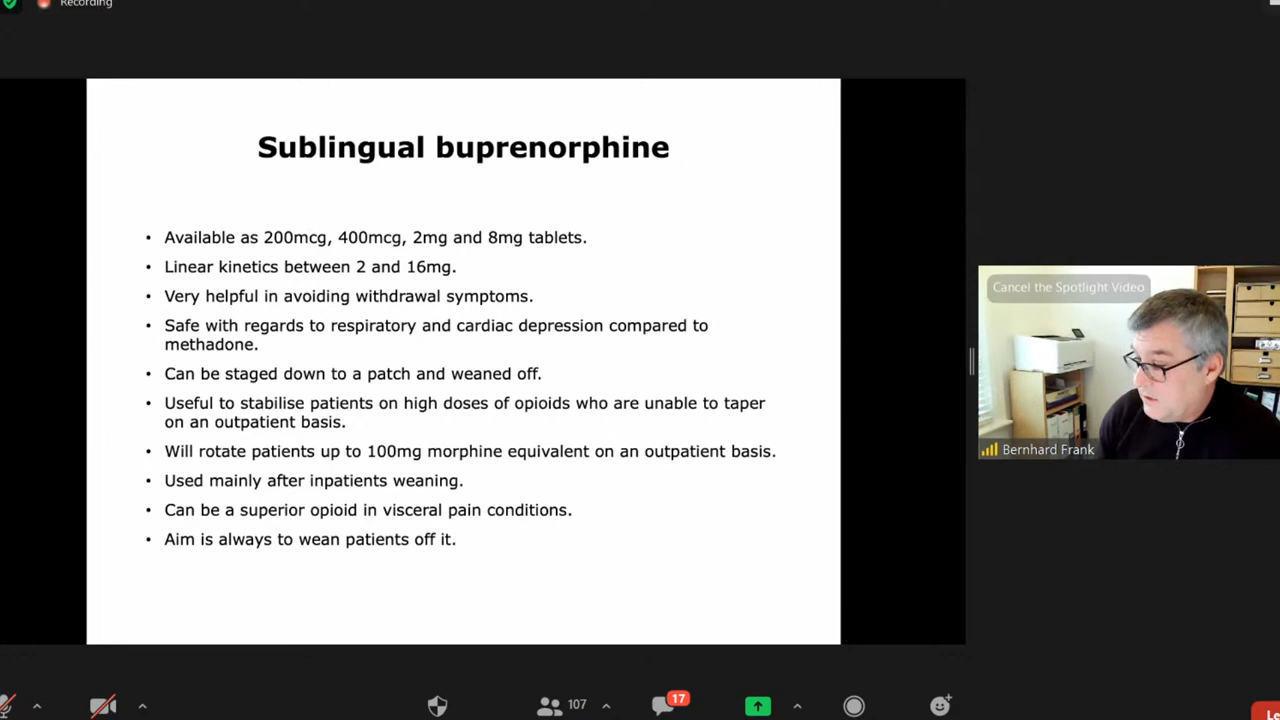 Recording
Sublingual buprenorphine
• Available as 200mcg, 400mcg, 2mg and 8mg tablets.
• Linear kinetics between 2 and 16mg.
• Very helpful in avoiding withdrawal symptoms.
• Safe with regards to respiratory and cardiac depression compared to
methadone.
• Can be staged down to a patch and weaned off.
• Useful to stabilise patients on high doses of opioids who are unable to taper
on an outpatient basis.
• Will rotate patients up to 100mg morphine equivalent on an outpatient basis.
• Used mainly after inpatients weaning.
• Can be a superior opioid in visceral pain conditions.
• Aim is always to wean patients off it.
Cancel the Spotlight Video
Bernhard Frank
107
17